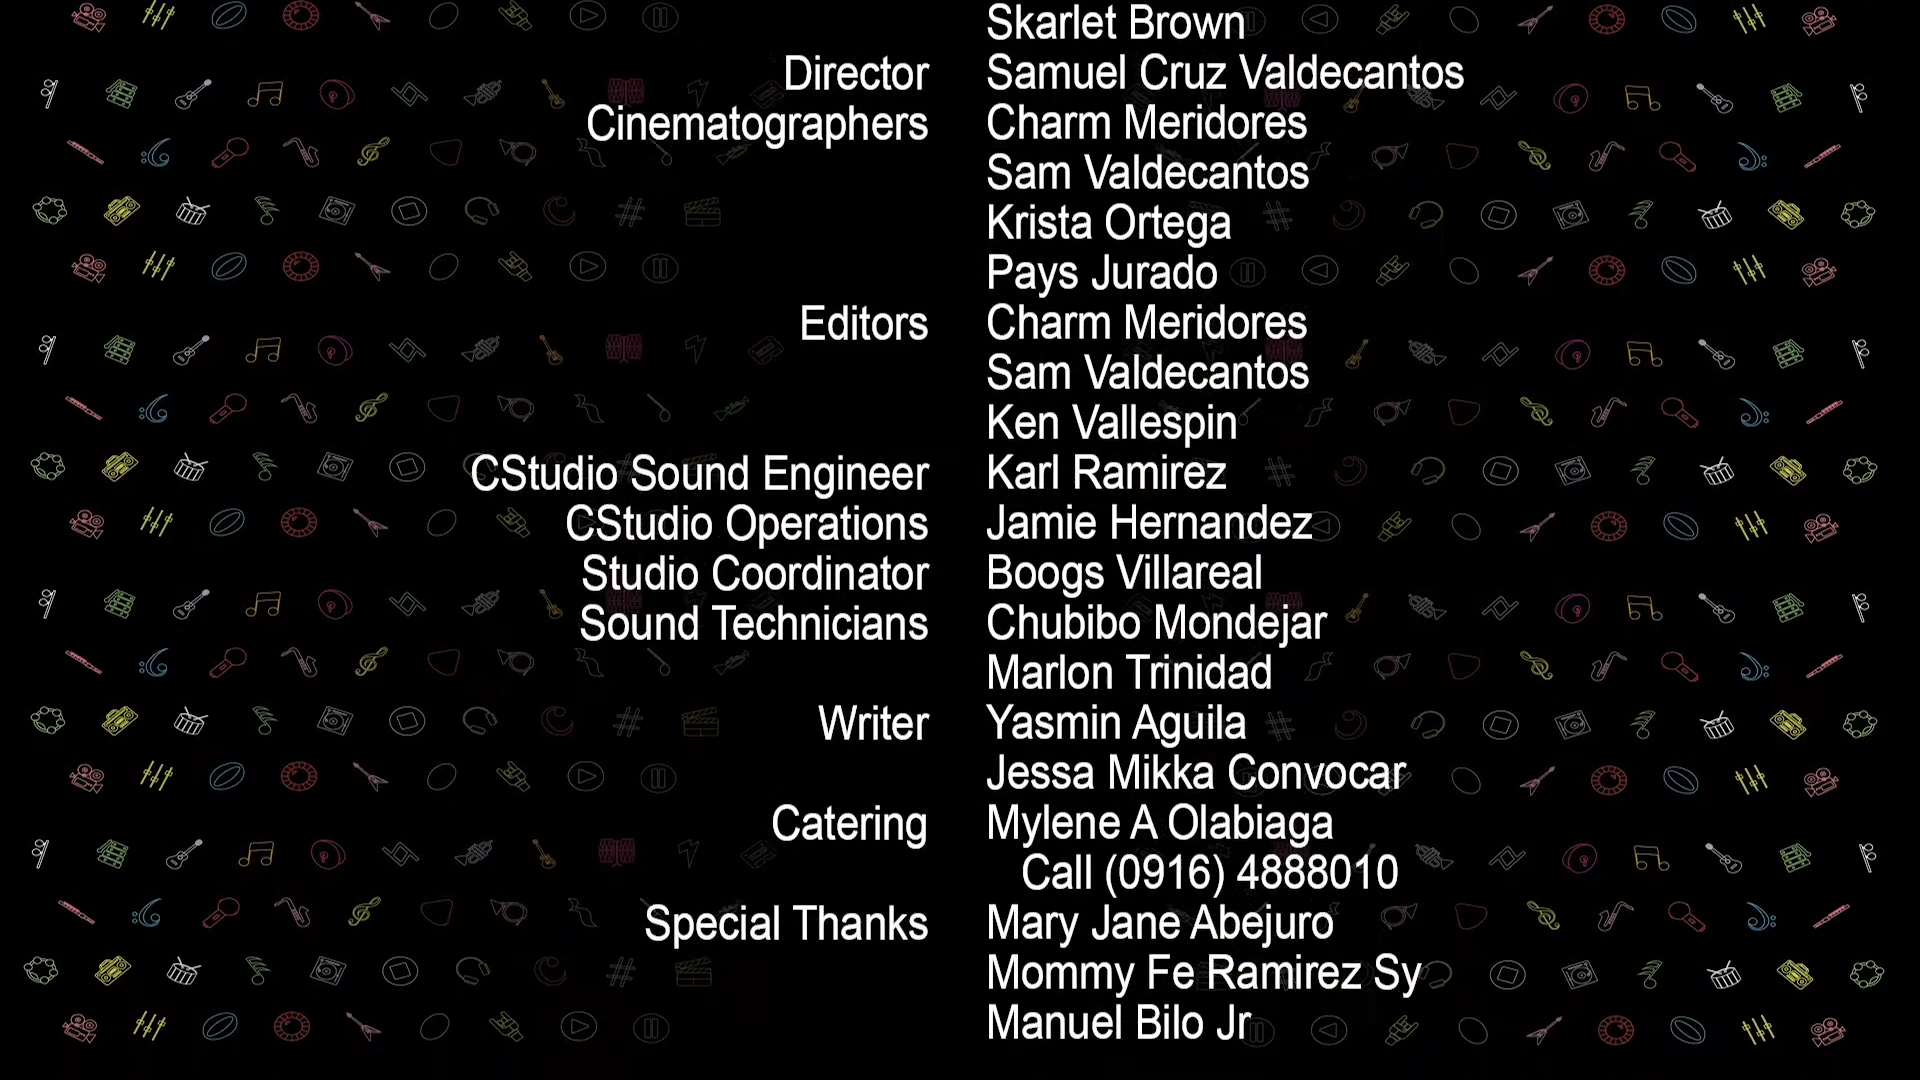 Skarlet Brown
Director Samuel Cruz Valdecantos
Cinematographers Charm Meridores
Sam Valdecantos
Krista Ortega
Pays Jurado
Editors Charm Meridores
Sam Valdecantos
Ken Vallespin
CStudio Sound Engineer Karl Ramirez
CStudio Operations Jamie Hernandez
Studio Coordinator Boogs Villareal
Sound Technicians Chubibo Mondejar
Marlon Trinidad
Writer Yasmin Aguila
Jessa Mikka Convocar
Catering Mylene A Olabiaga
Call (0916) 4888010
Special Thanks Mary Jane Abejuro
Mommy Fe Ramirez Sy
Manuel Bilo Jr